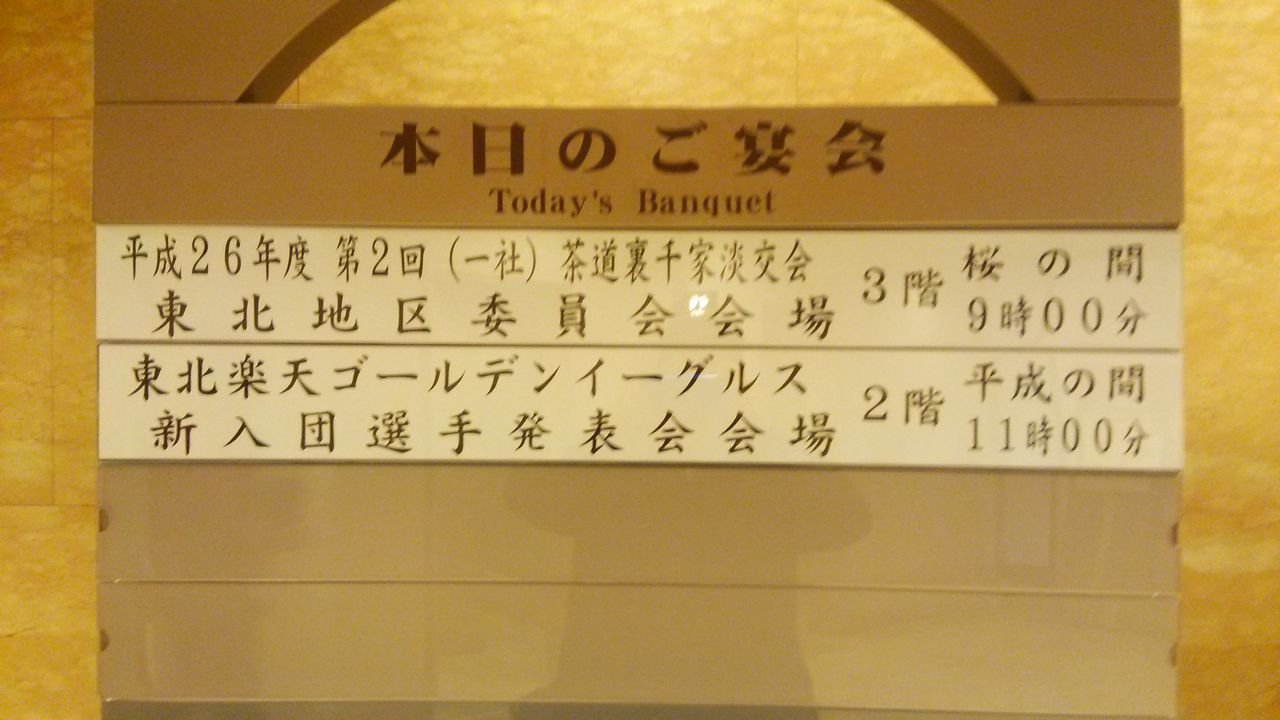 本日のご宴会
Today's Banquet
平成26年度 第2回 (一社) 茶道裏千家淡交会
東北地区委員会会場
3階
桜の間
9時00分
東北楽天ゴールデンイーグルス
新入団選手発表会会場
2階
平成の間
11時00分